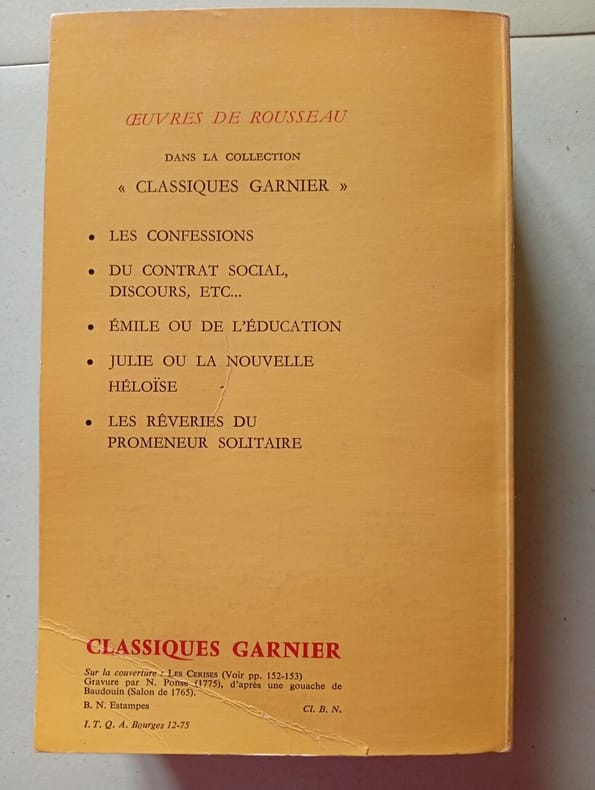 ŒUVRES DE ROUSSEAU
DANS LA COLLECTION
« CLASSIQUES GARNIER »
• LES CONFESSIONS
• DU CONTRAT SOCIAL,
DISCOURS, ETC...
• ÉMILE OU DE L'ÉDUCATION
• JULIE OU LA NOUVELLE
HÉLOÏSE
• LES RÊVERIES DU
PROMENEUR SOLITAIRE
CLASSIQUES GARNIER
Sur la couverture : LES CERISES (Voir pp. 152-153)
Gravure par N. Ponse (1775), d'après une gouache de
Baudouin (Salon de 1765).
B. N. Estampes Cl. B. N.
I. T. Q. A. Bourges 12-75